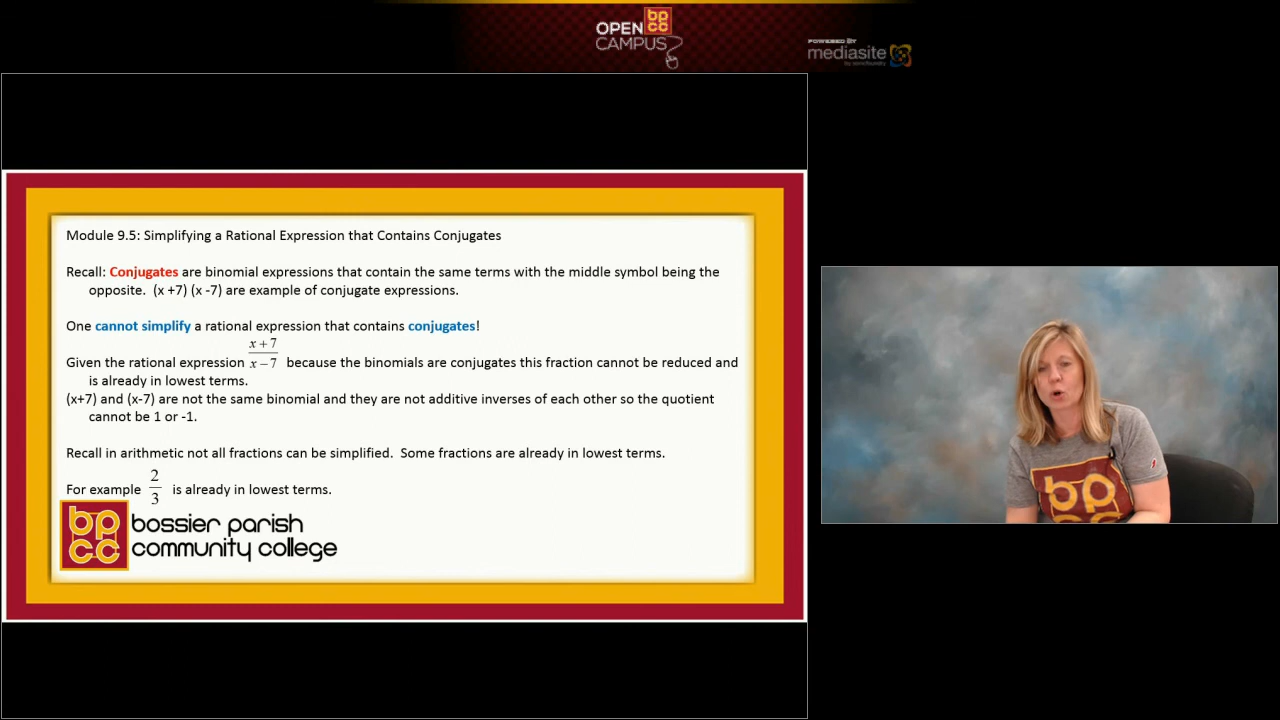 OPEN bp cc
CAMPUS
POWERED BY
mediasite
by sonicfoundry
Module 9.5: Simplifying a Rational Expression that Contains Conjugates
Recall: Conjugates are binomial expressions that contain the same terms with the middle symbol being the
opposite. (x +7) (x -7) are example of conjugate expressions.
One cannot simplify a rational expression that contains conjugates!
Given the rational expression x + 7 / x − 7 because the binomials are conjugates this fraction cannot be reduced and
is already in lowest terms.
(x+7) and (x-7) are not the same binomial and they are not additive inverses of each other so the quotient
cannot be 1 or -1.
Recall in arithmetic not all fractions can be simplified. Some fractions are already in lowest terms.
For example 2 / 3 is already in lowest terms.
bp
cc
bossier parish
community college
bp
cc